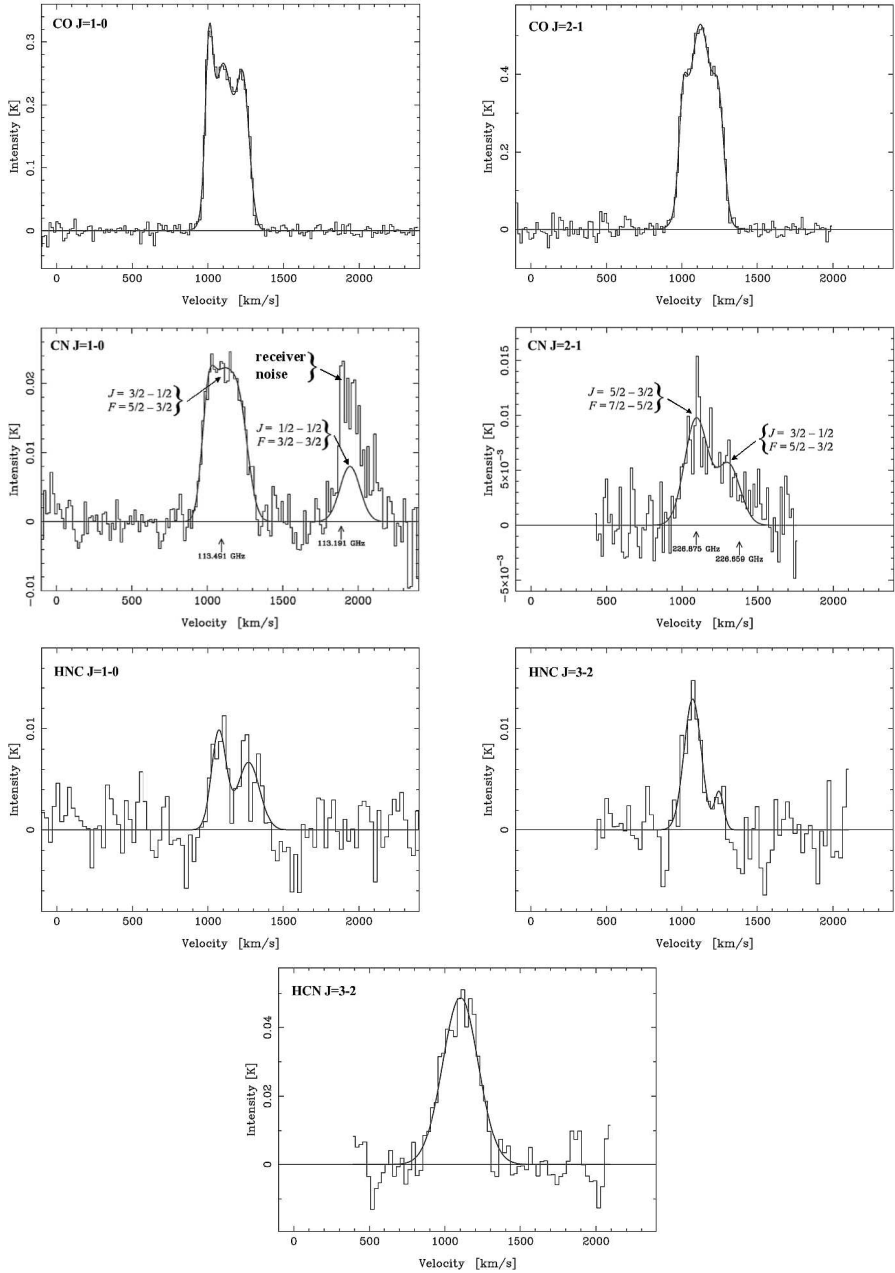 CO J=1-0
Intensity [K]
0.3
0.2
0.1
0
0 500 1000 1500 2000
Velocity [km/s]
CO J=2-1
Intensity [K]
0.4
0.2
0
0 500 1000 1500 2000
Velocity [km/s]
CN J=1-0
Intensity [K]
0.02
0.01
0
−0.01
J = 3/2 – 1/2
F = 5/2 – 3/2
receiver
noise
J = 1/2 – 1/2
F = 3/2 – 3/2
113.491 GHz
113.191 GHz
0 500 1000 1500 2000
Velocity [km/s]
CN J=2-1
Intensity [K]
0.015
0.01
5×10⁻³
0
−5×10⁻³
J = 5/2 – 3/2
F = 7/2 – 5/2
J = 3/2 – 1/2
F = 5/2 – 3/2
226.875 GHz
226.659 GHz
0 500 1000 1500 2000
Velocity [km/s]
HNC J=1-0
Intensity [K]
0.01
0
0 500 1000 1500 2000
Velocity [km/s]
HNC J=3-2
Intensity [K]
0.01
0
0 500 1000 1500 2000
Velocity [km/s]
HCN J=3-2
Intensity [K]
0.04
0.02
0
0 500 1000 1500 2000
Velocity [km/s]